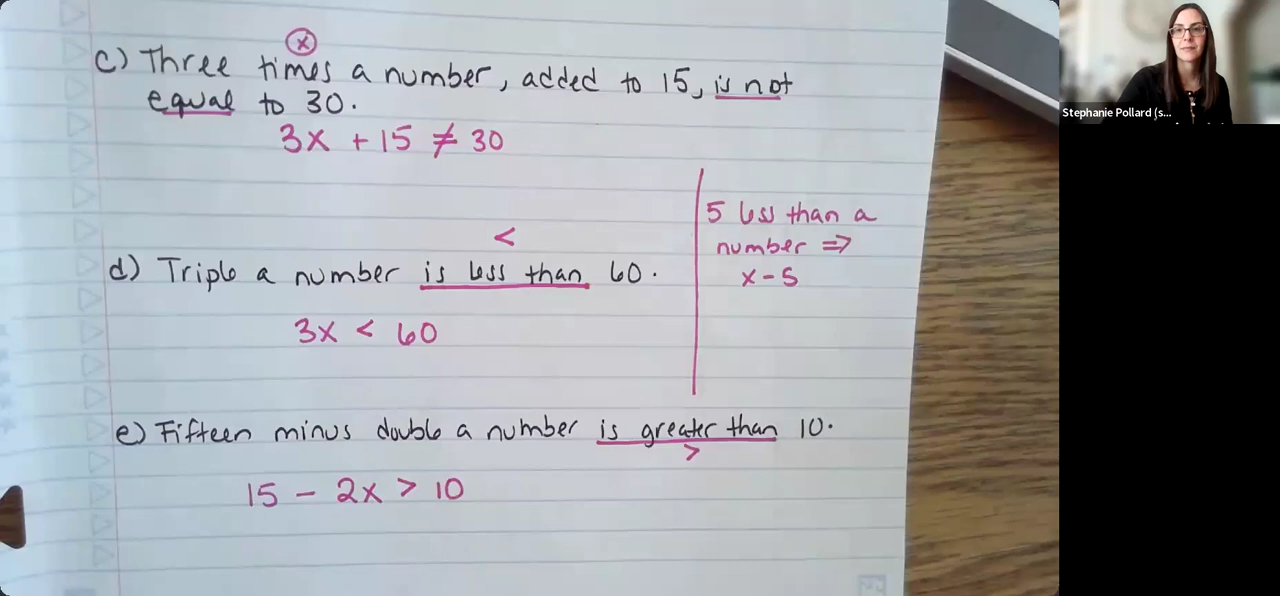 ⓧ
c) Three times a number, added to 15, is not
equal to 30.
3x + 15 ≠ 30
5 less than a
number ⇒
x - 5
<
d) Triple a number is less than 60.
3x < 60
e) Fifteen minus double a number is greater than 10.
>
15 - 2x > 10
Stephanie Pollard (s...